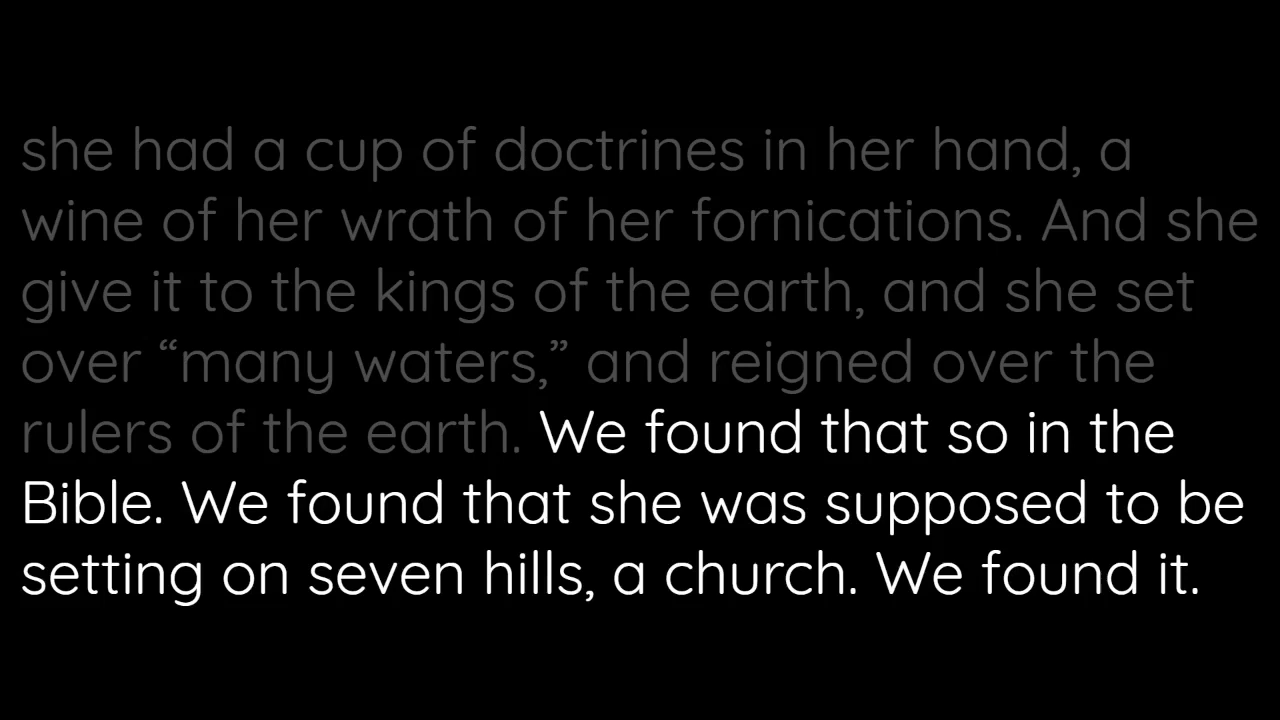 she had a cup of doctrines in her hand, a
wine of her wrath of her fornications. And she
give it to the kings of the earth, and she set
over “many waters,” and reigned over the
rulers of the earth. We found that so in the
Bible. We found that she was supposed to be
setting on seven hills, a church. We found it.